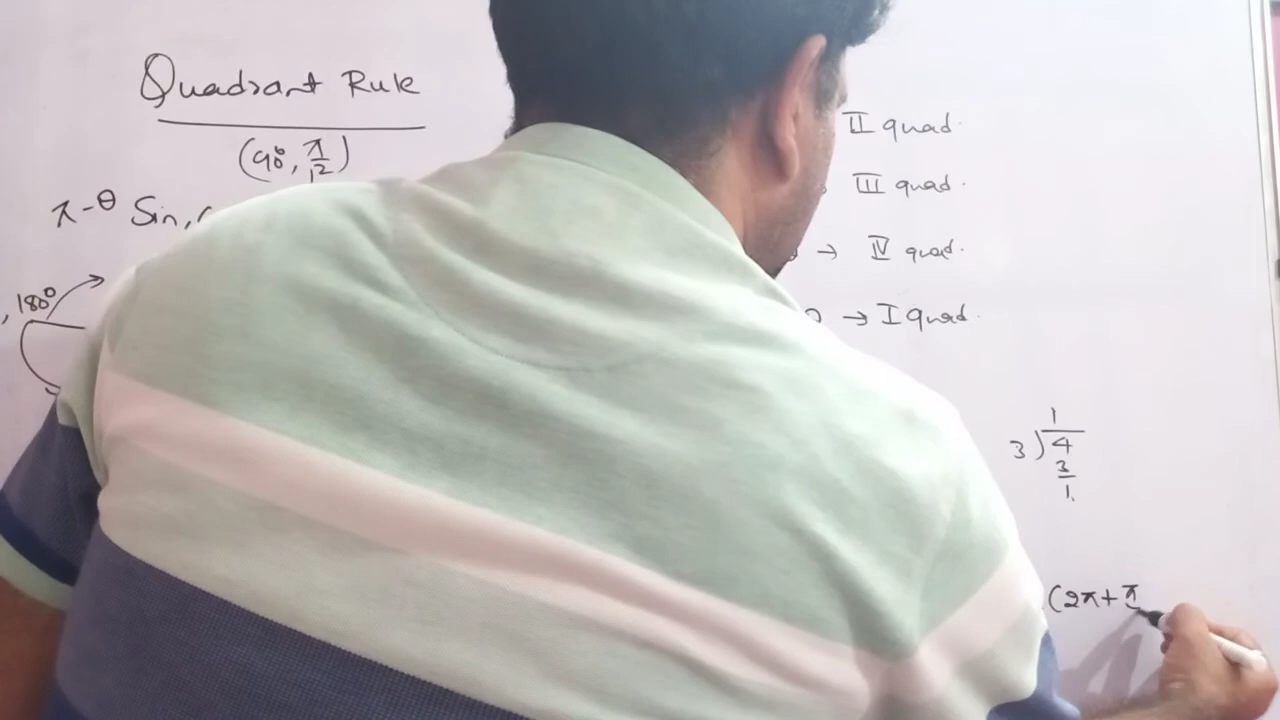 Quadrant Rule
(90°, π/2)
π-θ Sin,
II quad.
III quad.
→ IV quad.
→ I quad.
, 180°
1
3 ) 4
3
1
(2π+π